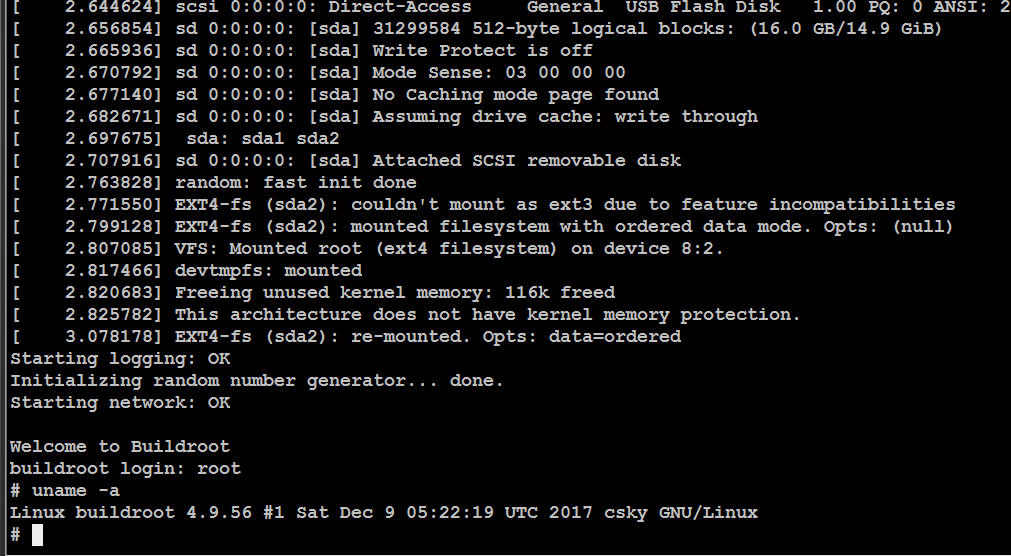 [    2.644624] scsi 0:0:0:0: Direct-Access     General  USB Flash Disk   1.00 PQ: 0 ANSI: 2
[    2.656854] sd 0:0:0:0: [sda] 31299584 512-byte logical blocks: (16.0 GB/14.9 GiB)
[    2.665936] sd 0:0:0:0: [sda] Write Protect is off
[    2.670792] sd 0:0:0:0: [sda] Mode Sense: 03 00 00 00
[    2.677140] sd 0:0:0:0: [sda] No Caching mode page found
[    2.682671] sd 0:0:0:0: [sda] Assuming drive cache: write through
[    2.697675]  sda: sda1 sda2
[    2.707916] sd 0:0:0:0: [sda] Attached SCSI removable disk
[    2.763828] random: fast init done
[    2.771550] EXT4-fs (sda2): couldn't mount as ext3 due to feature incompatibilities
[    2.799128] EXT4-fs (sda2): mounted filesystem with ordered data mode. Opts: (null)
[    2.807085] VFS: Mounted root (ext4 filesystem) on device 8:2.
[    2.817466] devtmpfs: mounted
[    2.820683] Freeing unused kernel memory: 116k freed
[    2.825782] This architecture does not have kernel memory protection.
[    3.078178] EXT4-fs (sda2): re-mounted. Opts: data=ordered
Starting logging: OK
Initializing random number generator... done.
Starting network: OK
Welcome to Buildroot
buildroot login: root
# uname -a
Linux buildroot 4.9.56 #1 Sat Dec 9 05:22:19 UTC 2017 csky GNU/Linux
#